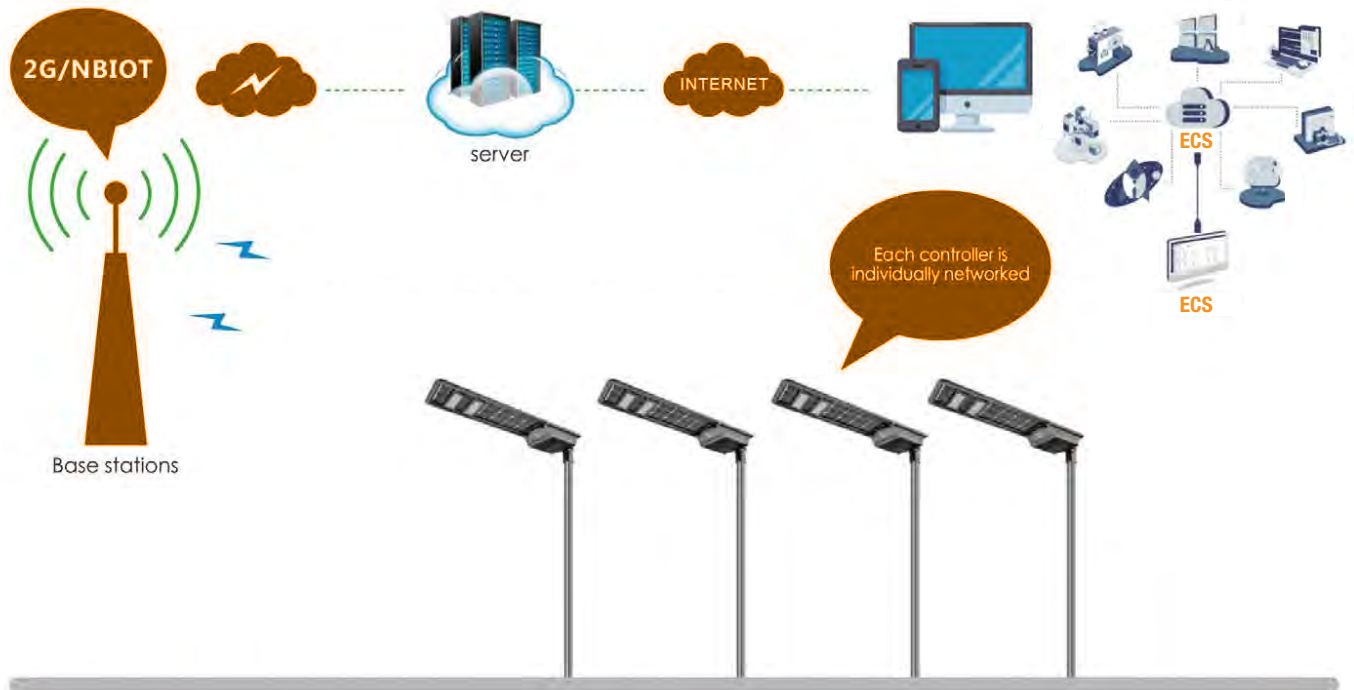 2G/NBIOT
INTERNET
server
ECS
Each controller is
individually networked
ECS
Base stations